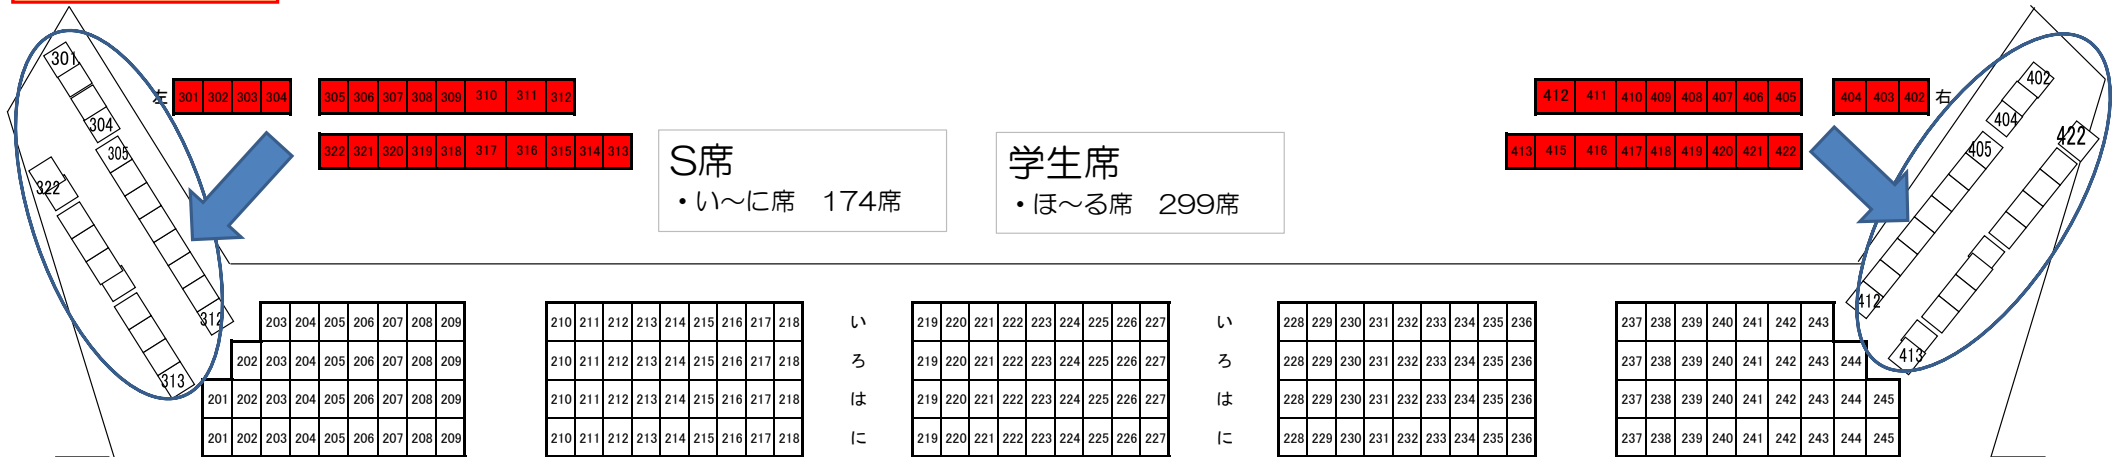 301
304
305
322
312
313
左 301 302 303 304 305 306 307 308 309 310 311 312
322 321 320 319 318 317 316 315 314 313
S席
・い～に席 174席
学生席
・ほ～る席 299席
412 411 410 409 408 407 406 405 404 403 402 右
413 415 416 417 418 419 420 421 422
402
404
422
405
412
413
203 204 205 206 207 208 209 210 211 212 213 214 215 216 217 218 い 219 220 221 222 223 224 225 226 227 い 228 229 230 231 232 233 234 235 236 237 238 239 240 241 242 243
202 203 204 205 206 207 208 209 210 211 212 213 214 215 216 217 218 ろ 219 220 221 222 223 224 225 226 227 ろ 228 229 230 231 232 233 234 235 236 237 238 239 240 241 242 243 244
201 202 203 204 205 206 207 208 209 210 211 212 213 214 215 216 217 218 は 219 220 221 222 223 224 225 226 227 は 228 229 230 231 232 233 234 235 236 237 238 239 240 241 242 243 244 245
201 202 203 204 205 206 207 208 209 210 211 212 213 214 215 216 217 218 に 219 220 221 222 223 224 225 226 227 に 228 229 230 231 232 233 234 235 236 237 238 239 240 241 242 243 244 245